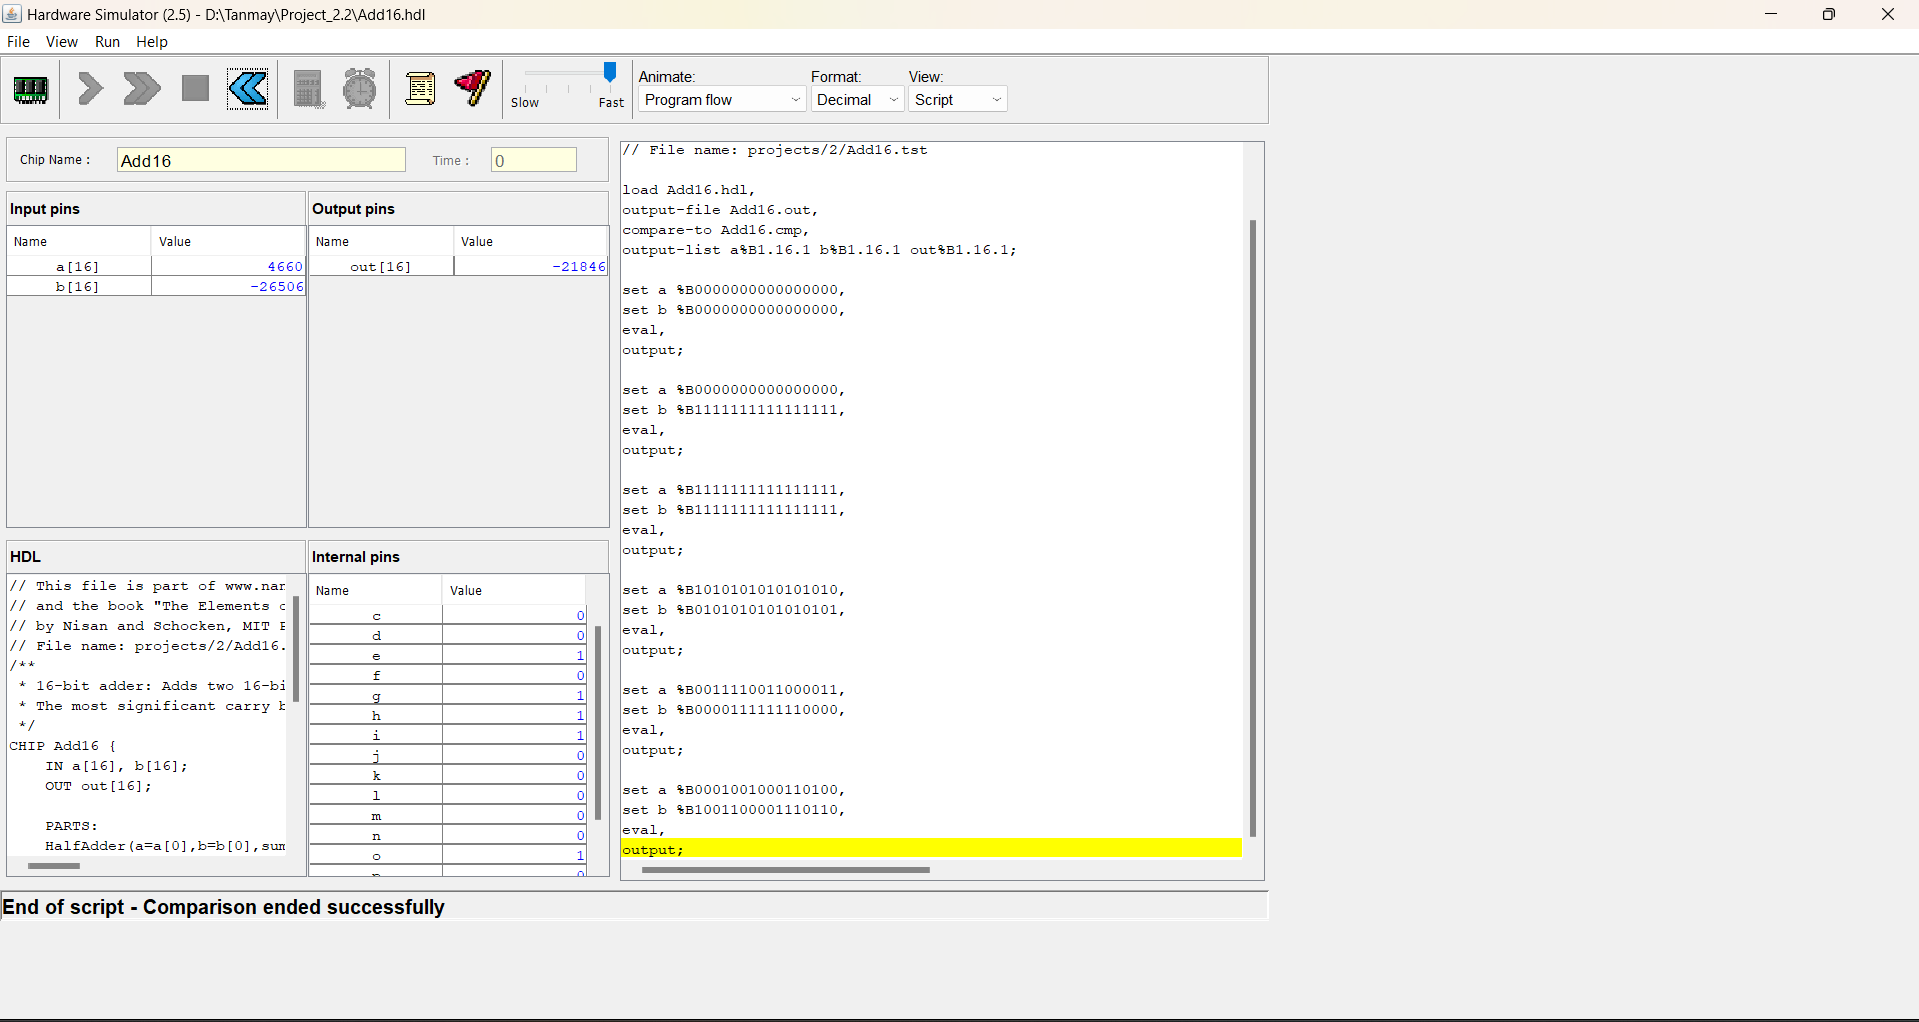 Hardware Simulator (2.5) - D:\Tanmay\Project_2.2\Add16.hdl
File View Run Help
Slow Fast
Animate: Format: View:
Program flow Decimal Script
Chip Name : Add16 Time : 0
Input pins
Name Value
a[16] 4660
b[16] -26506
Output pins
Name Value
out[16] -21846
HDL
// This file is part of www.nan
// and the book "The Elements o
// by Nisan and Schocken, MIT P
// File name: projects/2/Add16.
/**
* 16-bit adder: Adds two 16-bi
* The most significant carry b
*/
CHIP Add16 {
IN a[16], b[16];
OUT out[16];
PARTS:
HalfAdder(a=a[0],b=b[0],sum
Internal pins
Name Value
c 0
d 0
e 1
f 0
g 1
h 1
i 1
j 0
k 0
l 0
m 0
n 0
o 1
p 0
// File name: projects/2/Add16.tst
load Add16.hdl,
output-file Add16.out,
compare-to Add16.cmp,
output-list a%B1.16.1 b%B1.16.1 out%B1.16.1;
set a %B0000000000000000,
set b %B0000000000000000,
eval,
output;
set a %B0000000000000000,
set b %B1111111111111111,
eval,
output;
set a %B1111111111111111,
set b %B1111111111111111,
eval,
output;
set a %B1010101010101010,
set b %B0101010101010101,
eval,
output;
set a %B0011110011000011,
set b %B0000111111110000,
eval,
output;
set a %B0001001000110100,
set b %B1001100001110110,
eval,
output;
End of script - Comparison ended successfully